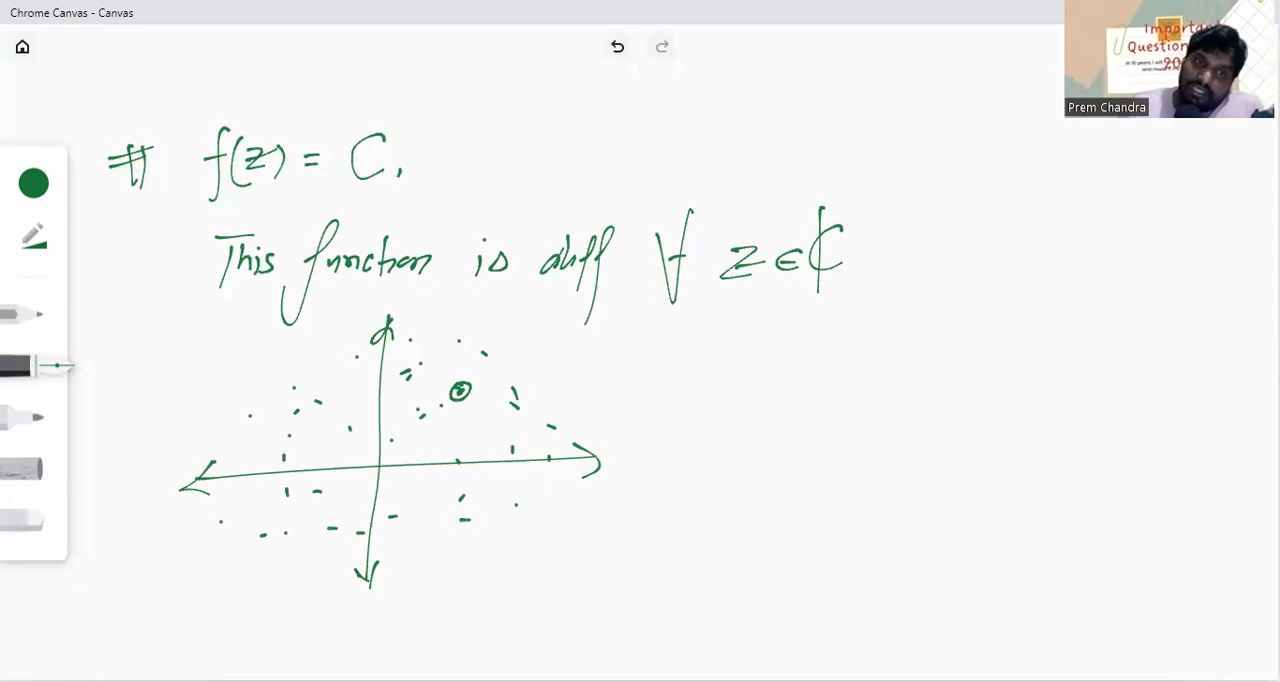 Chrome Canvas - Canvas
Important
Question
Prem Chandra
# f(z) = C,
This function is diff ∀ z ∈ ℂ